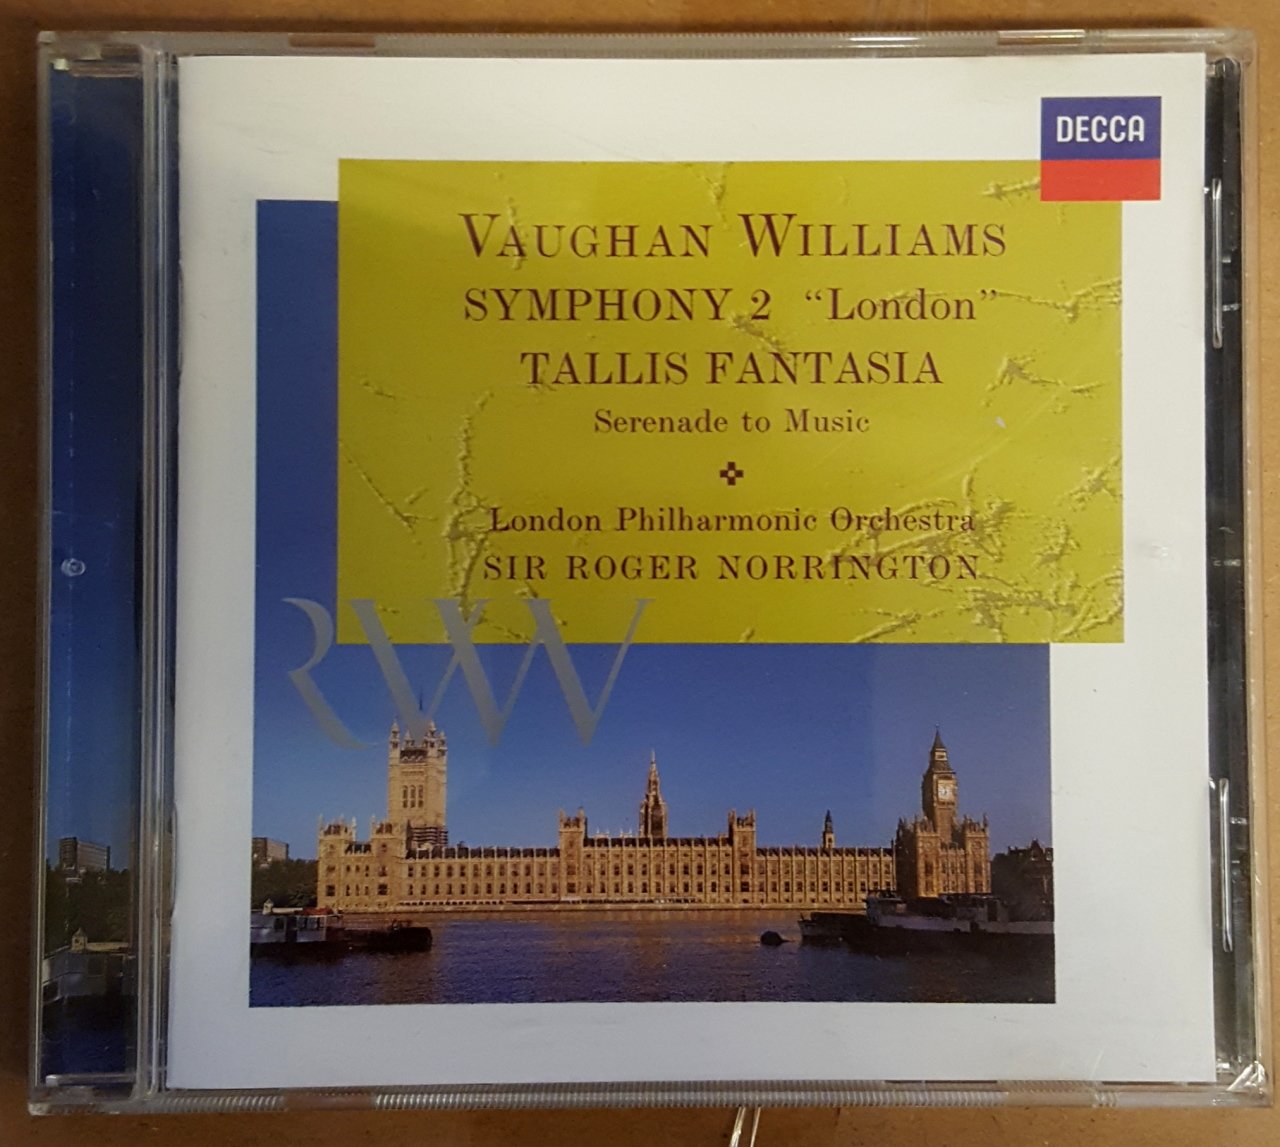 DECCA
VAUGHAN WILLIAMS
SYMPHONY 2 “London”
TALLIS FANTASIA
Serenade to Music
London Philharmonic Orchestra
SIR ROGER NORRINGTON
RVW